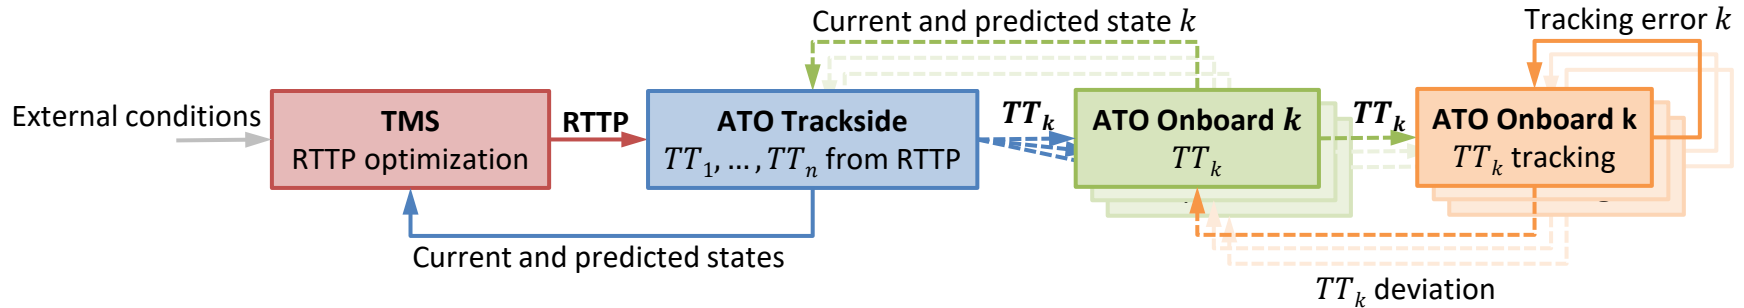 Current and predicted state k
Tracking error k
External conditions
TMS
RTTP optimization
RTTP
ATO Trackside
TT₁, … , TTₙ from RTTP
TTₖ
ATO Onboard k
TTₖ
TTₖ
ATO Onboard k
TTₖ tracking
Current and predicted states
TTₖ deviation